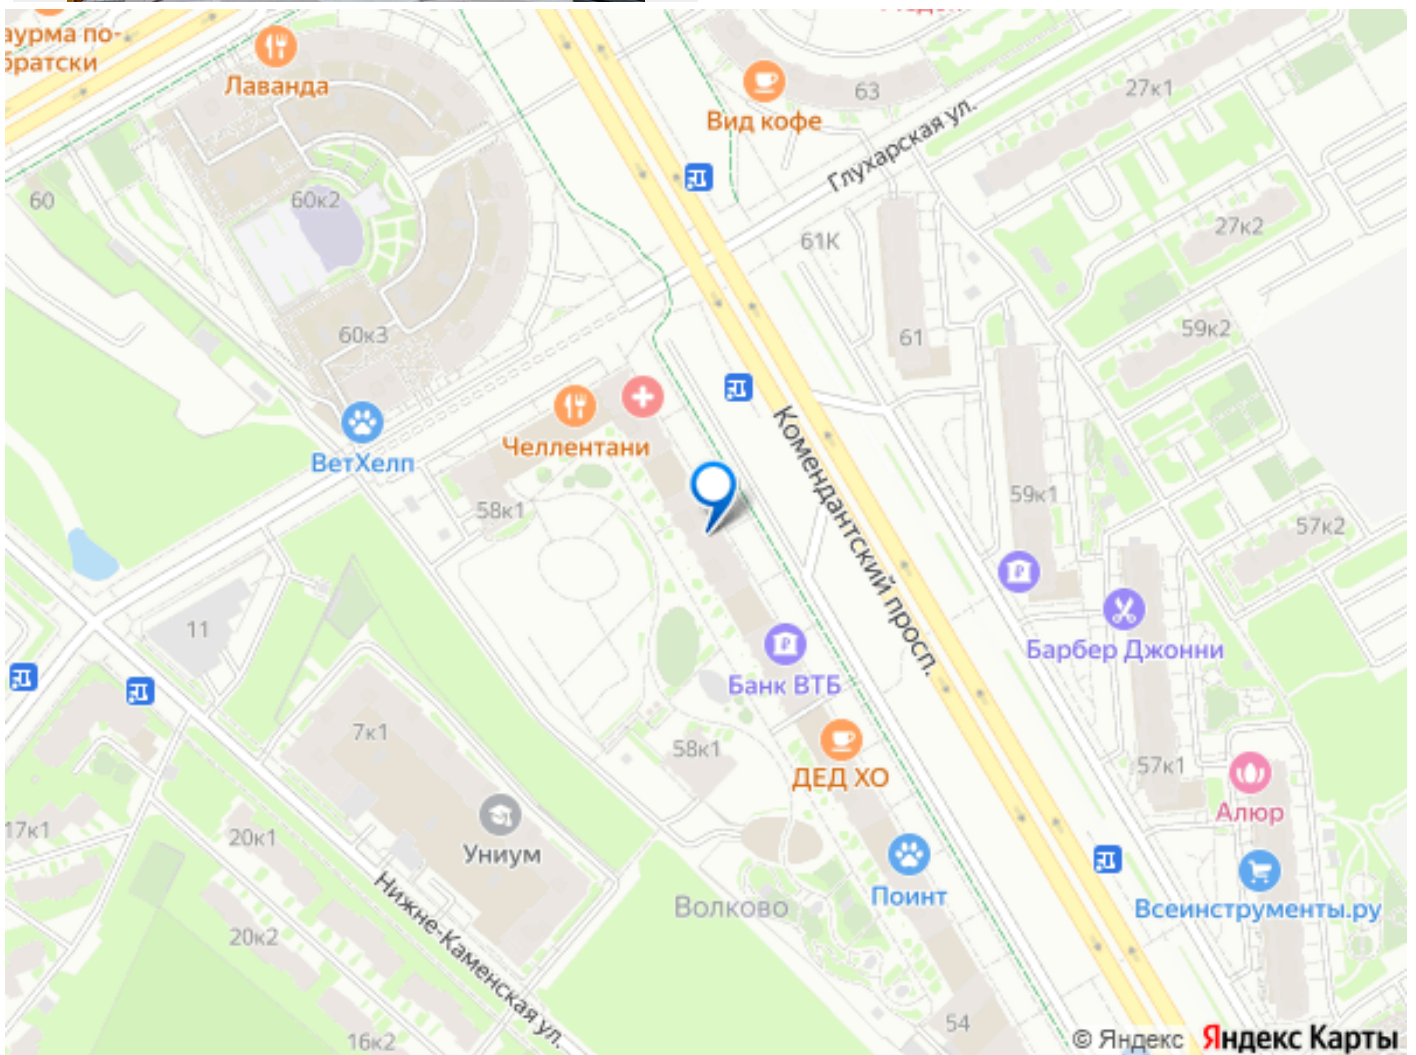 аурма по-
братски
Лаванда
Вид кофе
63
27к1
Глухарская ул.
60
60к2
61К
27к2
60к3
61
59к2
Челлентани
ВетХелп
58к1
Комендантский просп.
59к1
57к2
11
Барбер Джонни
Банк ВТБ
7к1
58к1
57к1
ДЕД ХО
Алюр
17к1
20к1
Униум
Поинт
Волково
Всеинструменты.ру
20к2
Нижне-Каменская ул.
16к2
54
© Яндекс Яндекс Карты